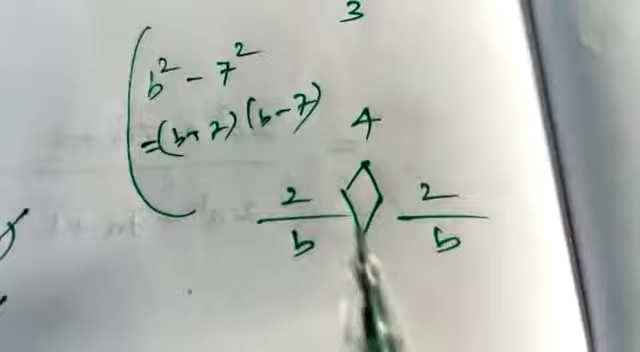 3
b² - 7²
=(b+7)(b-7)
4
2/b ◇ 2/b